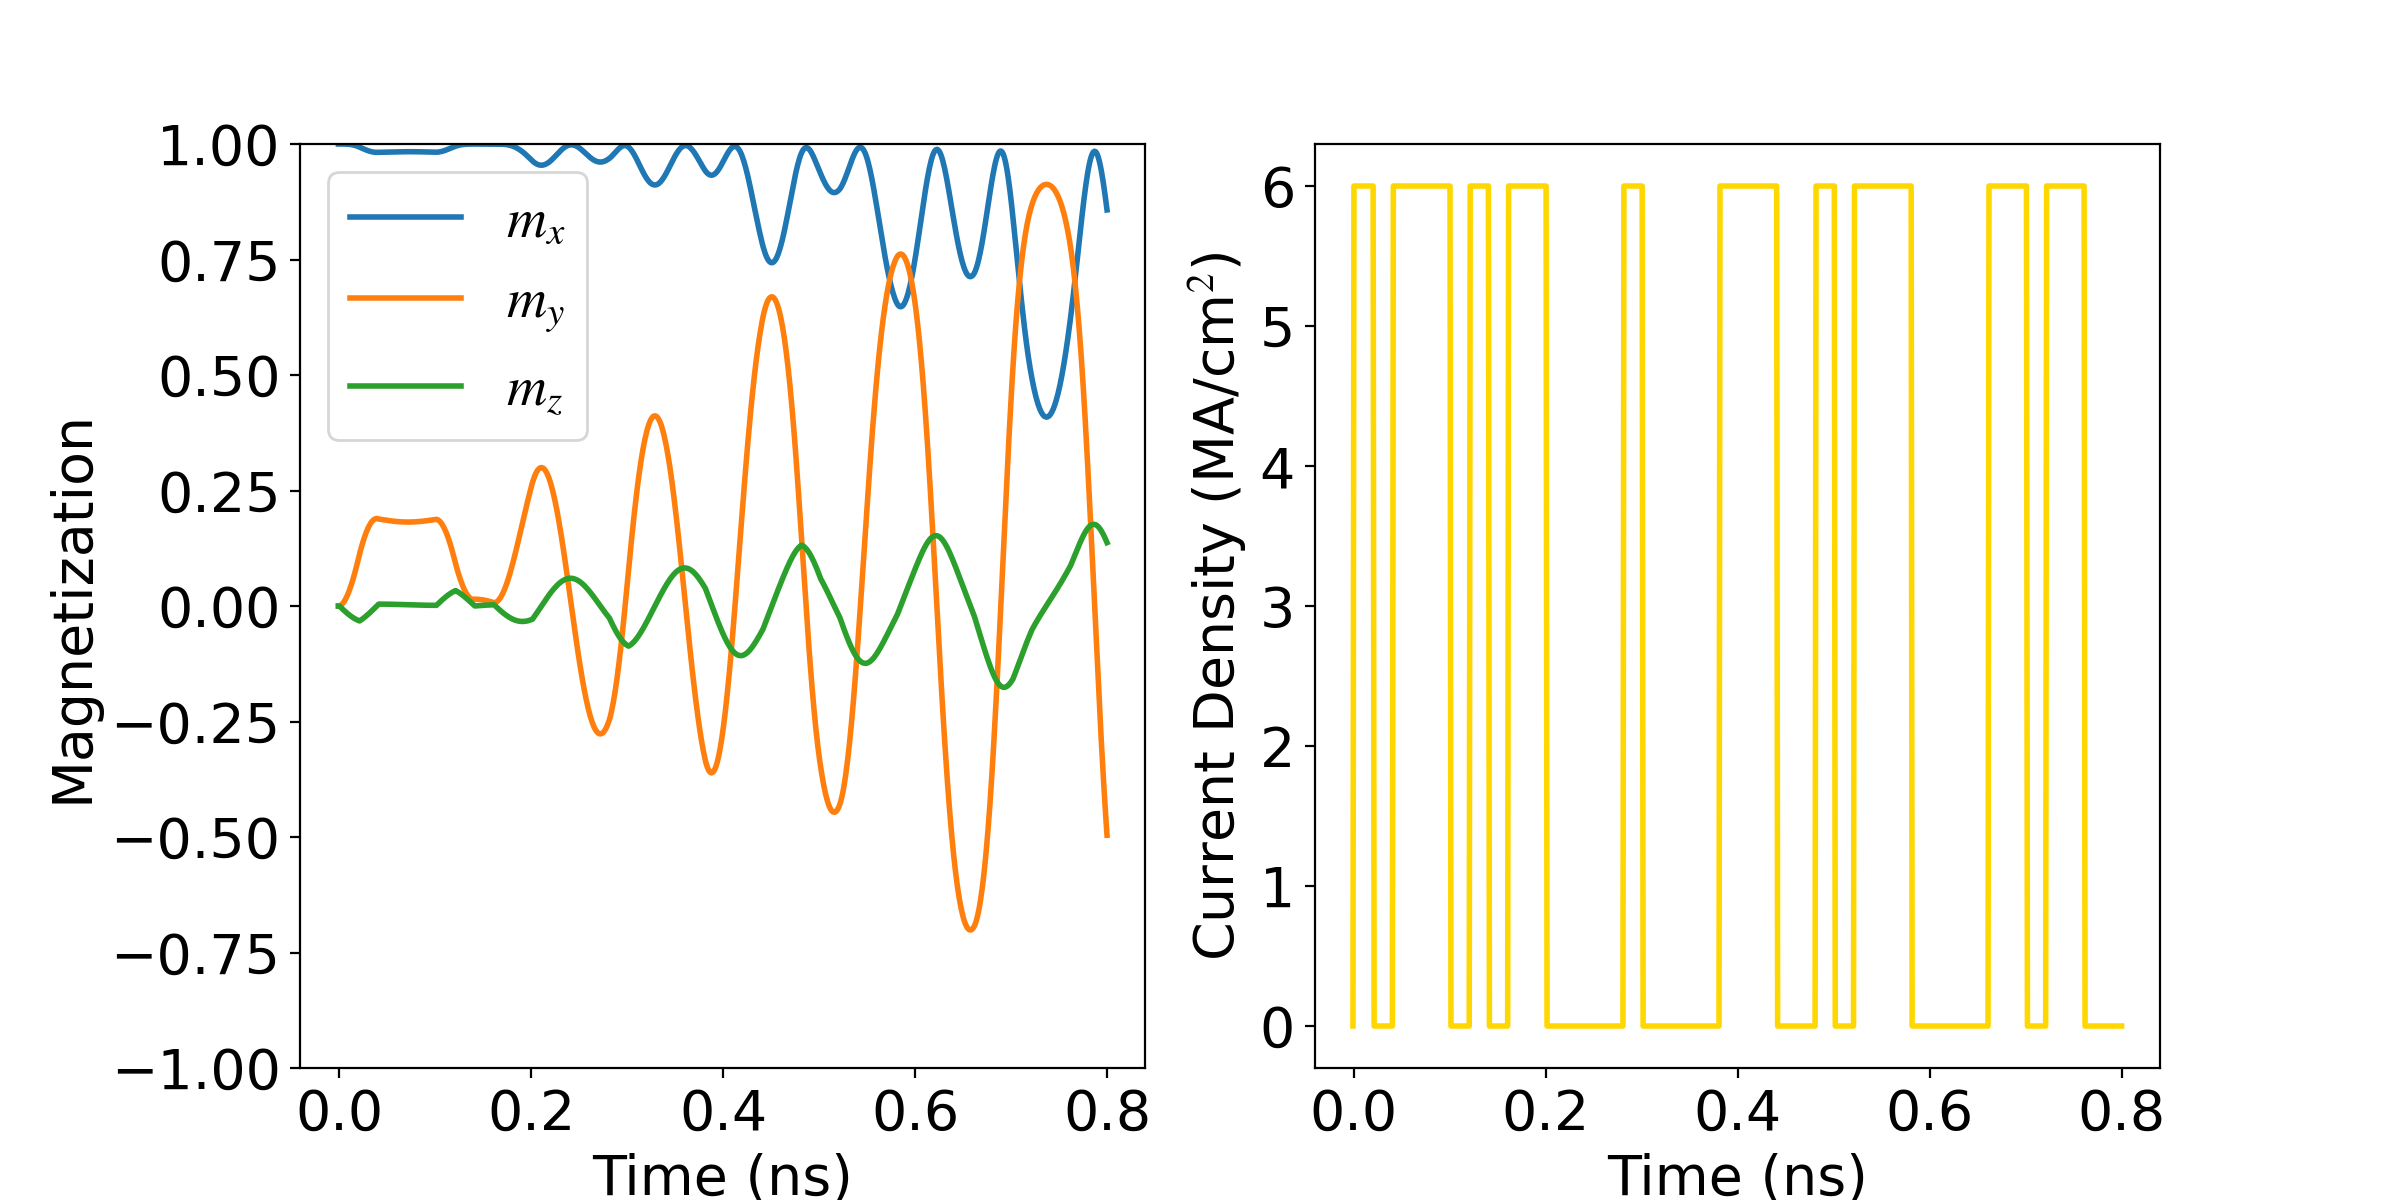 1.00
0.75
0.50
0.25
0.00
−0.25
−0.50
−0.75
−1.00
Magnetization
m_x
m_y
m_z
0.0 0.2 0.4 0.6 0.8
Time (ns)
6
5
4
3
2
1
0
Current Density (MA/cm²)
0.0 0.2 0.4 0.6 0.8
Time (ns)